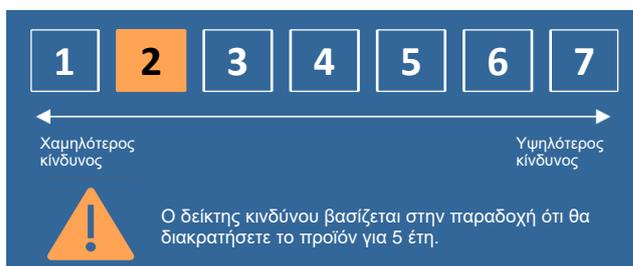 1 2 3 4 5 6 7
Χαμηλότερος Υψηλότερος
κίνδυνος κίνδυνος
Ο δείκτης κινδύνου βασίζεται στην παραδοχή ότι θα
διακρατήσετε το προϊόν για 5 έτη.